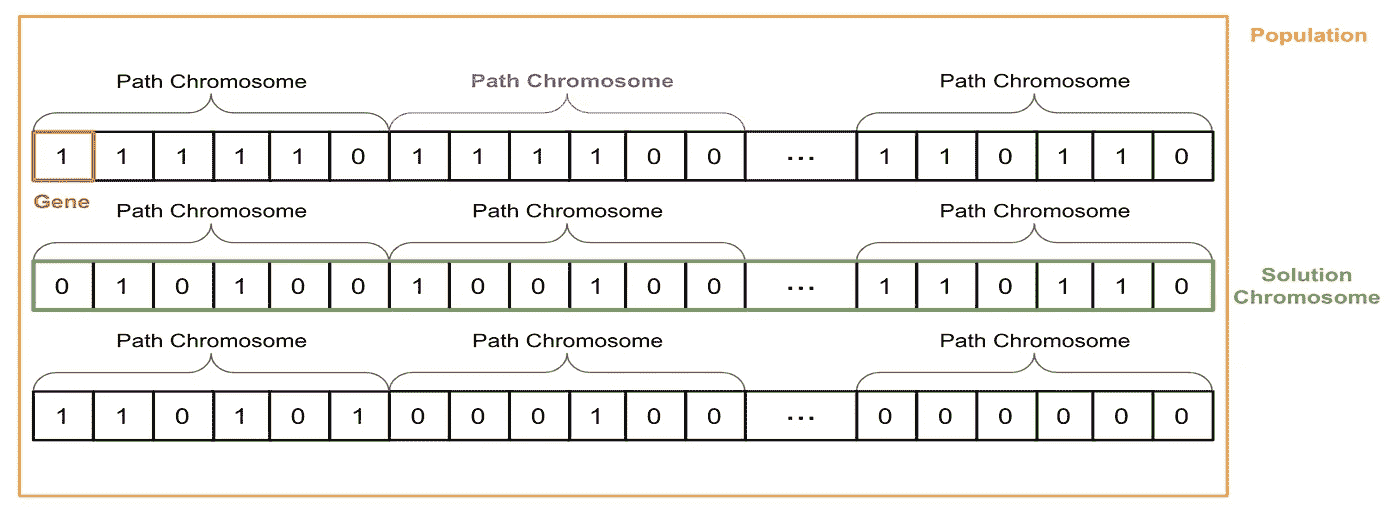 Population
Path Chromosome Path Chromosome Path Chromosome
1 1 1 1 1 0 1 1 1 1 0 0 ... 1 1 0 1 1 0
Gene
Path Chromosome Path Chromosome Path Chromosome
0 1 0 1 0 0 1 0 0 1 0 0 ... 1 1 0 1 1 0
Solution
Chromosome
Path Chromosome Path Chromosome Path Chromosome
1 1 0 1 0 1 0 0 0 1 0 0 ... 0 0 0 0 0 0